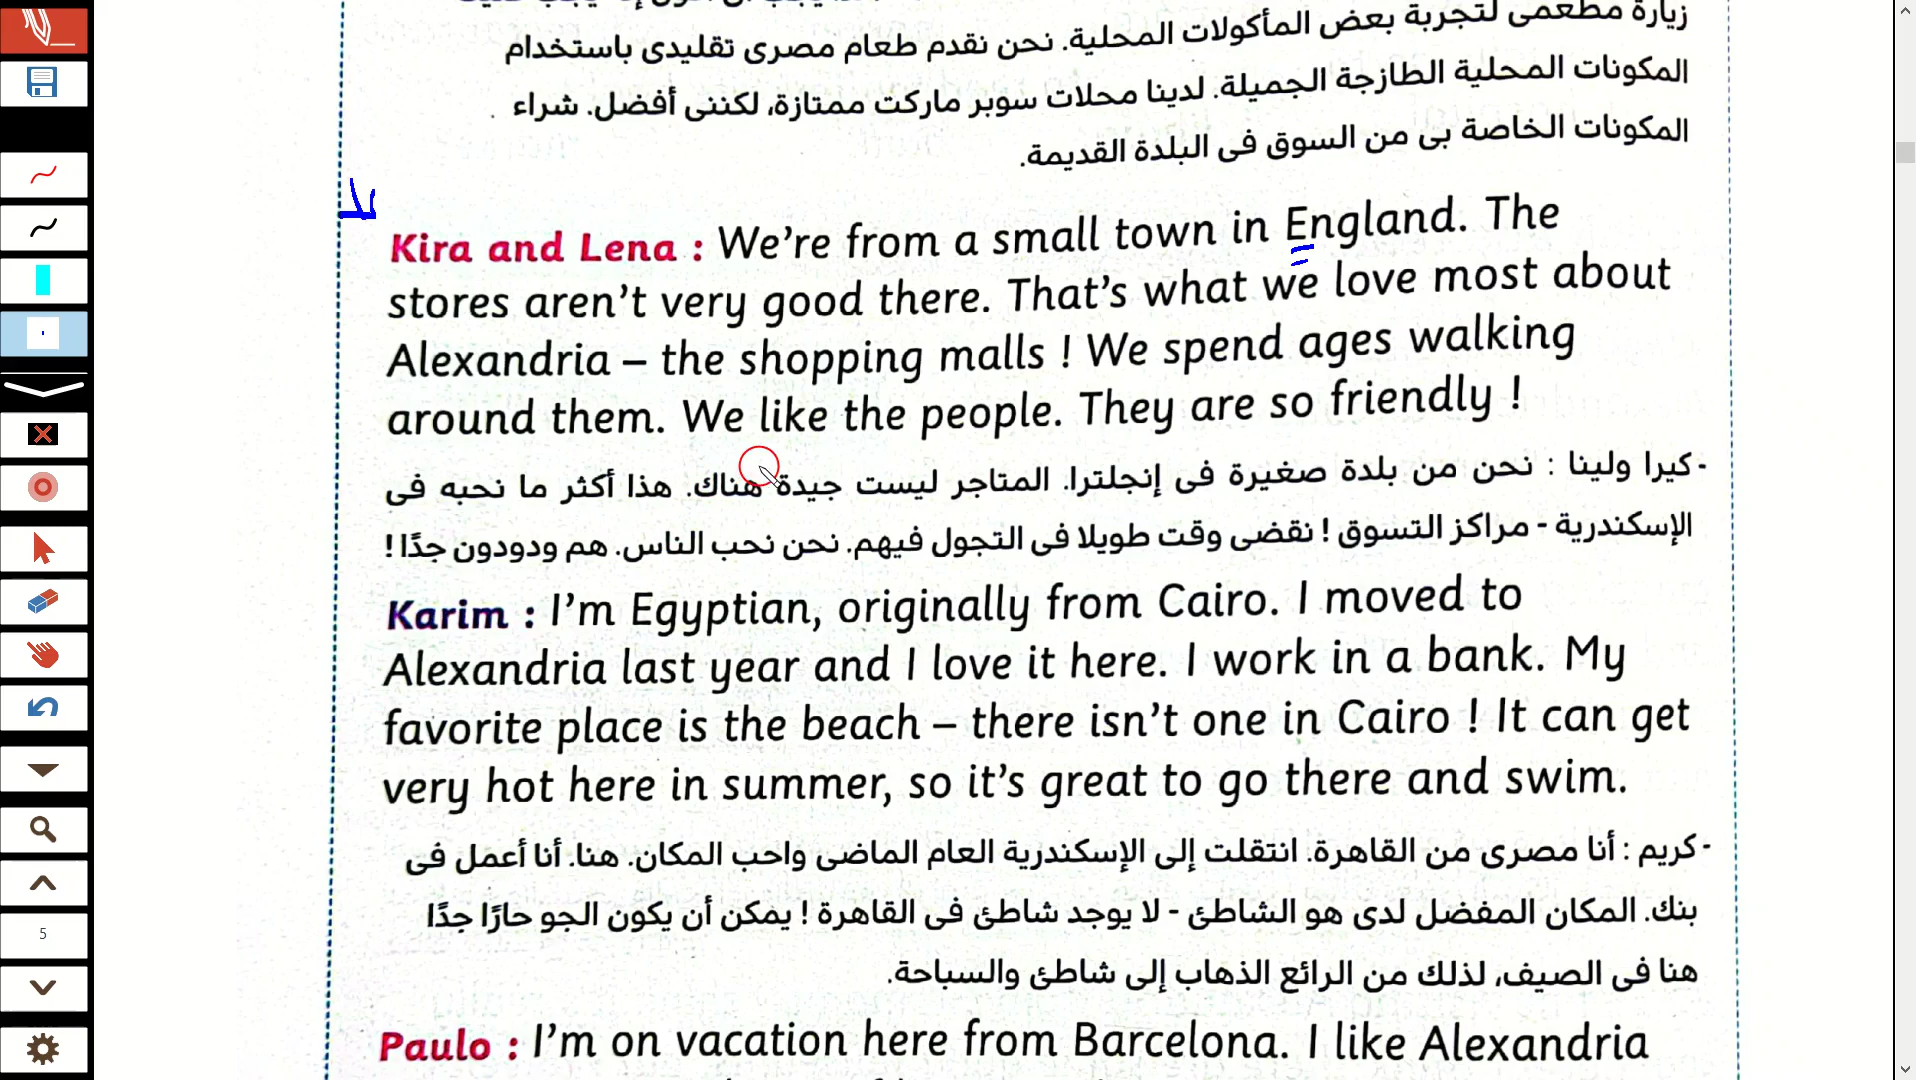 زيارة مطعمى لتجربة بعض المأكولات المحلية. نحن نقدم طعام مصرى تقليدى باستخدام
المكونات المحلية الطازجة الجميلة. لدينا محلات سوبر ماركت ممتازة، لكننى أفضل. شراء
المكونات الخاصة بى من السوق فى البلدة القديمة.
Kira and Lena : We're from a small town in England. The
stores aren't very good there. That's what we love most about
Alexandria – the shopping malls ! We spend ages walking
around them. We like the people. They are so friendly !
- كيرا ولينا : نحن من بلدة صغيرة فى إنجلترا. المتاجر ليست جيدة هناك. هذا أكثر ما نحبه فى
الإسكندرية - مراكز التسوق ! نقضى وقت طويلا فى التجول فيهم. نحن نحب الناس. هم ودودون جدًا !
Karim : I'm Egyptian, originally from Cairo. I moved to
Alexandria last year and I love it here. I work in a bank. My
favorite place is the beach – there isn't one in Cairo ! It can get
very hot here in summer, so it's great to go there and swim.
- كريم : أنا مصرى من القاهرة. انتقلت إلى الإسكندرية العام الماضى واحب المكان. هنا. أنا أعمل فى
بنك. المكان المفضل لدى هو الشاطئ - لا يوجد شاطئ فى القاهرة ! يمكن أن يكون الجو حارًا جدًا
هنا فى الصيف، لذلك من الرائع الذهاب إلى شاطئ والسباحة.
Paulo : I'm on vacation here from Barcelona. I like Alexandria
5